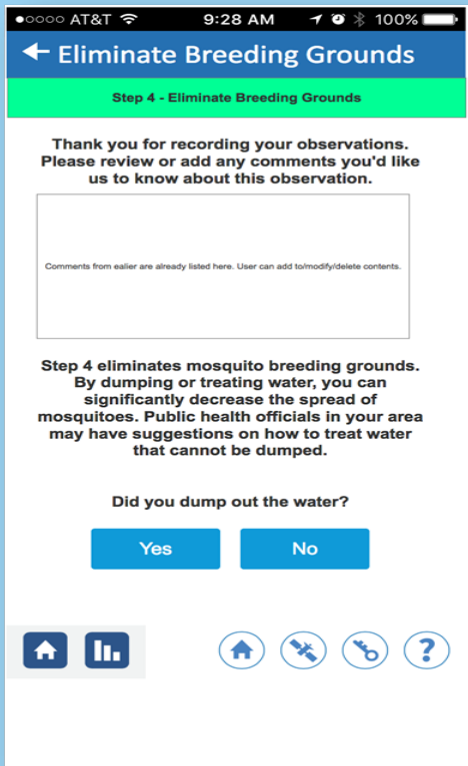 AT&T 9:28 AM 100%
Eliminate Breeding Grounds
Step 4 - Eliminate Breeding Grounds
Thank you for recording your observations.
Please review or add any comments you'd like
us to know about this observation.
Comments from ealier are already listed here. User can add to/modify/delete contents.
Step 4 eliminates mosquito breeding grounds.
By dumping or treating water, you can
significantly decrease the spread of
mosquitoes. Public health officials in your area
may have suggestions on how to treat water
that cannot be dumped.
Did you dump out the water?
Yes No
?